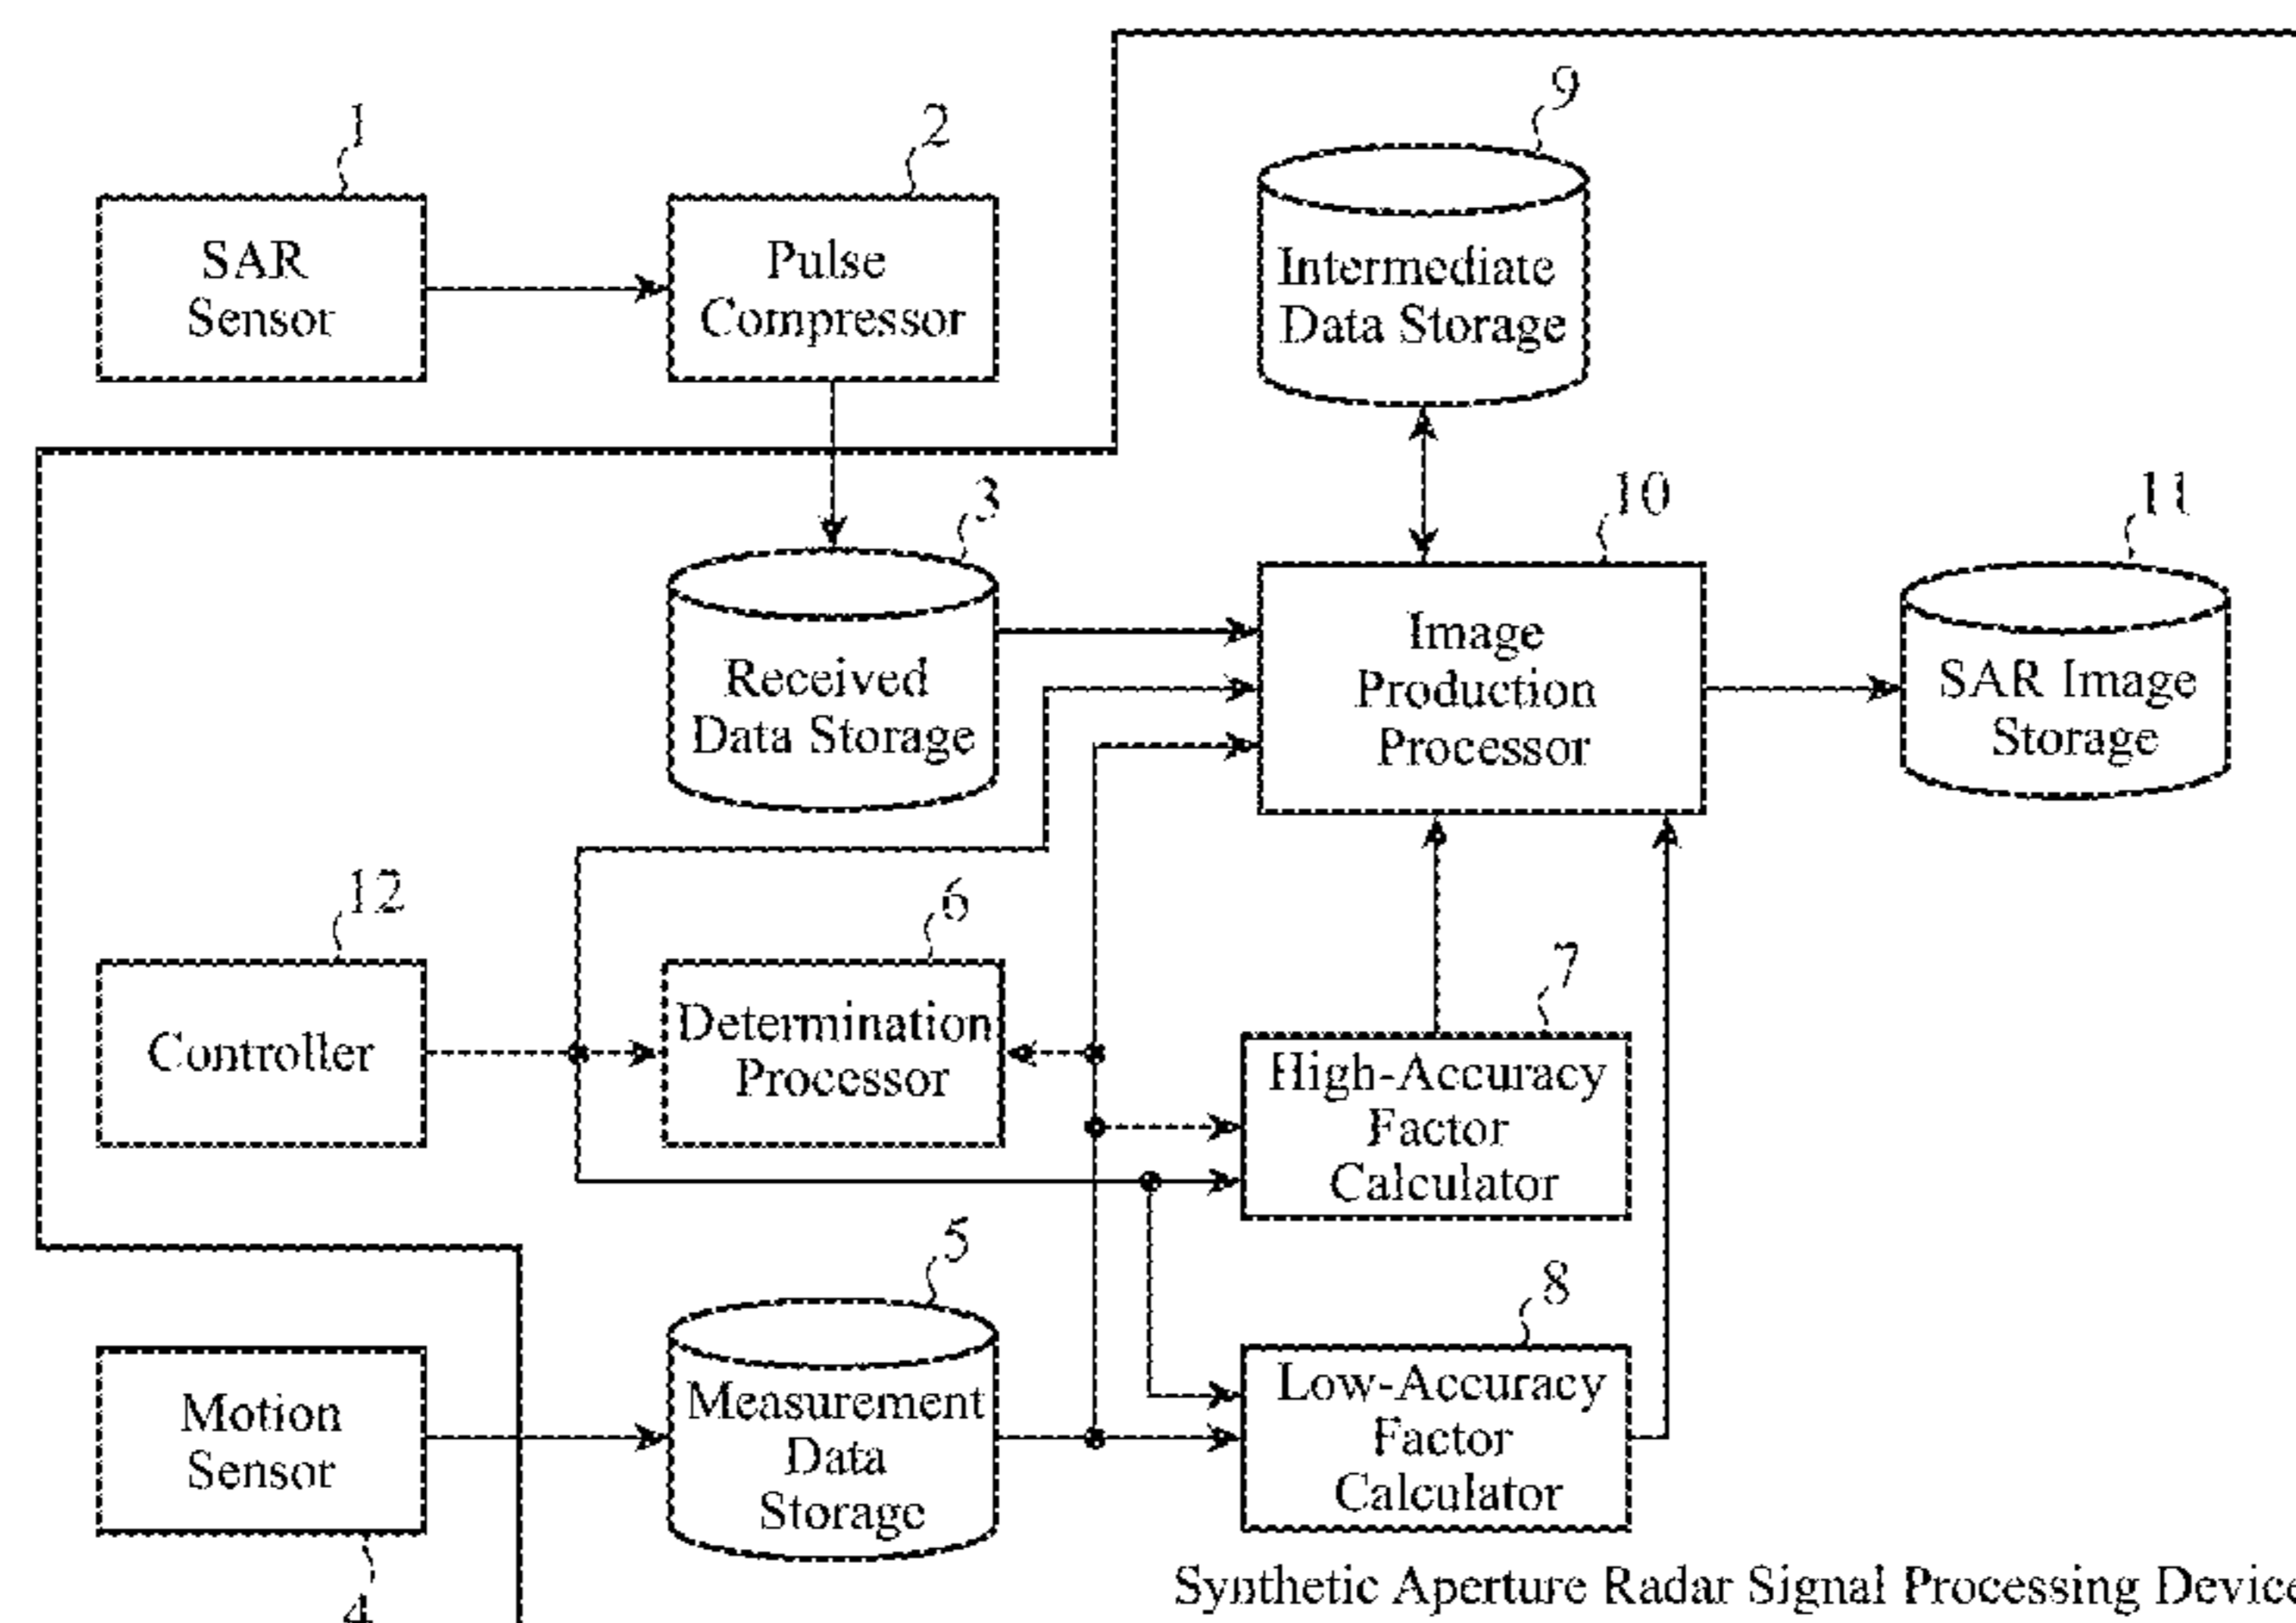 1
SAR
Sensor
2
Pulse
Compressor
9
Intermediate
Data Storage
3
Received
Data Storage
10
Image
Production
Processor
11
SAR Image
Storage
12
Controller
6
Determination
Processor
7
High-Accuracy
Factor
Calculator
5
Measurement
Data
Storage
4
Motion
Sensor
8
Low-Accuracy
Factor
Calculator
Synthetic Aperture Radar Signal Processing Device